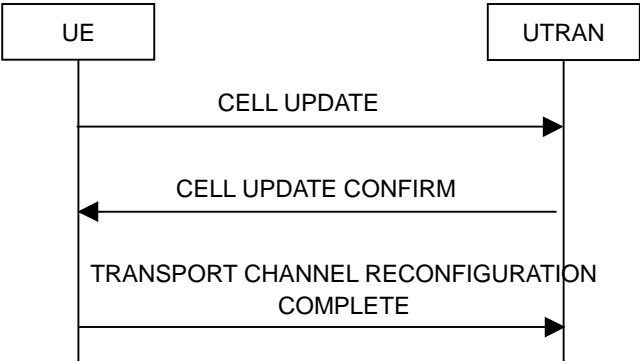 UE
UTRAN
CELL UPDATE
CELL UPDATE CONFIRM
TRANSPORT CHANNEL RECONFIGURATION
COMPLETE